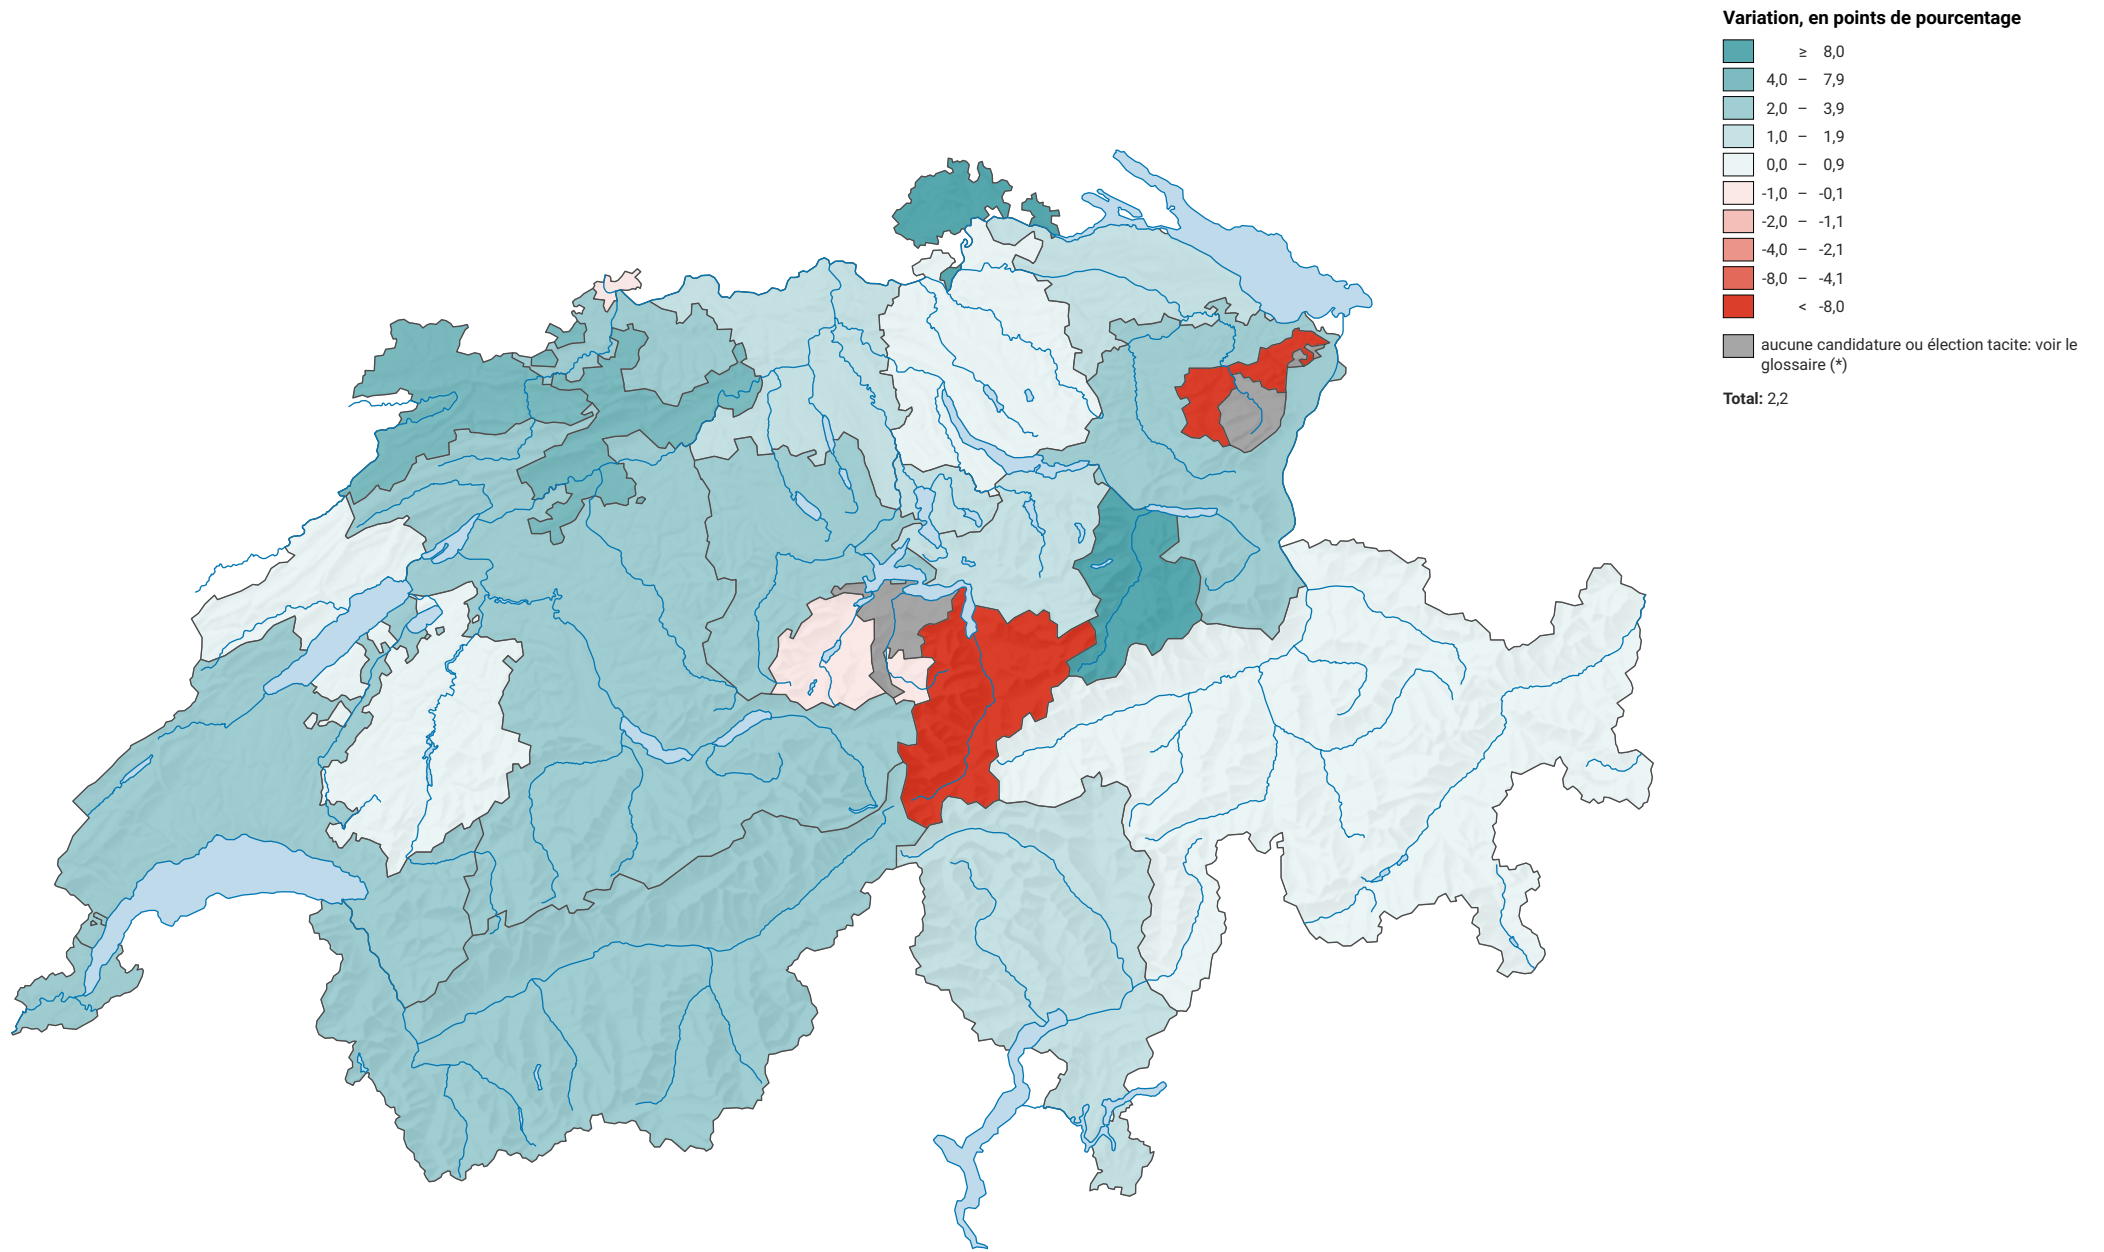 Variation, en points de pourcentage
≥ 8,0
4,0 – 7,9
2,0 – 3,9
1,0 – 1,9
0,0 – 0,9
-1,0 – -0,1
-2,0 – -1,1
-4,0 – -2,1
-8,0 – -4,1
< -8,0
aucune candidature ou élection tacite: voir le
glossaire (*)
Total: 2,2